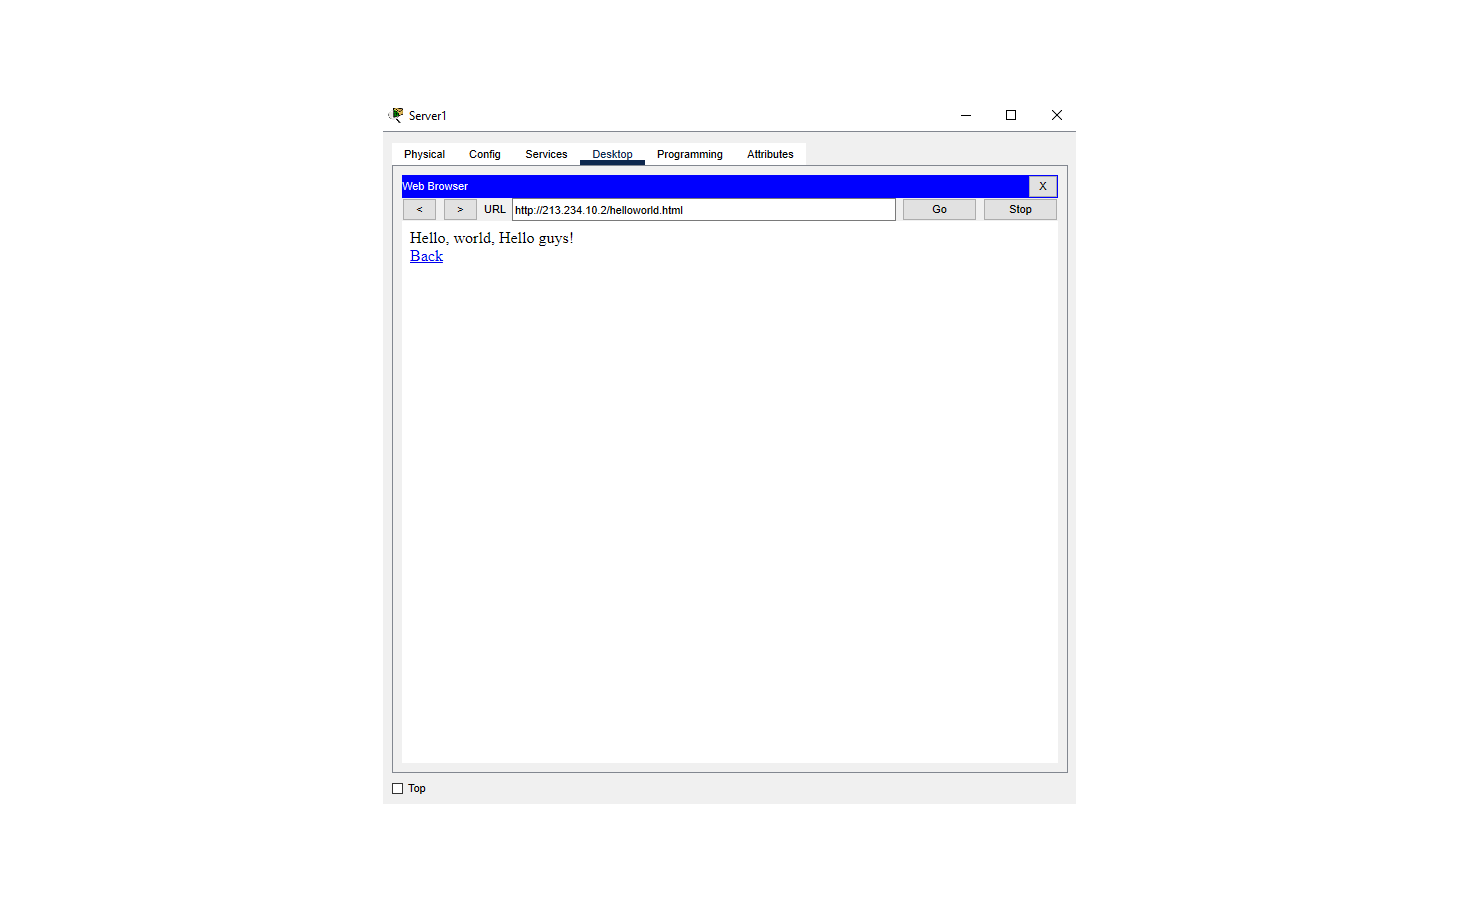 Server1
Physical Config Services Desktop Programming Attributes
Web Browser X
< > URL http://213.234.10.2/helloworld.html Go Stop
Hello, world, Hello guys!
Back
Top